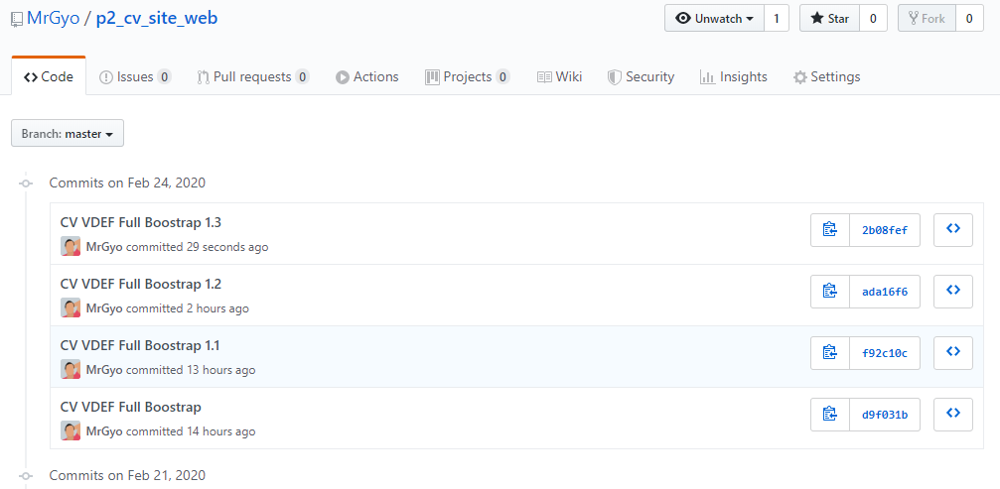 MrGyo / p2_cv_site_web
Unwatch 1 Star 0 Fork 0
Code Issues 0 Pull requests 0 Actions Projects 0 Wiki Security Insights Settings
Branch: master
Commits on Feb 24, 2020
CV VDEF Full Boostrap 1.3
MrGyo committed 29 seconds ago
2b08fef
CV VDEF Full Boostrap 1.2
MrGyo committed 2 hours ago
ada16f6
CV VDEF Full Boostrap 1.1
MrGyo committed 13 hours ago
f92c10c
CV VDEF Full Boostrap
MrGyo committed 14 hours ago
d9f031b
Commits on Feb 21, 2020